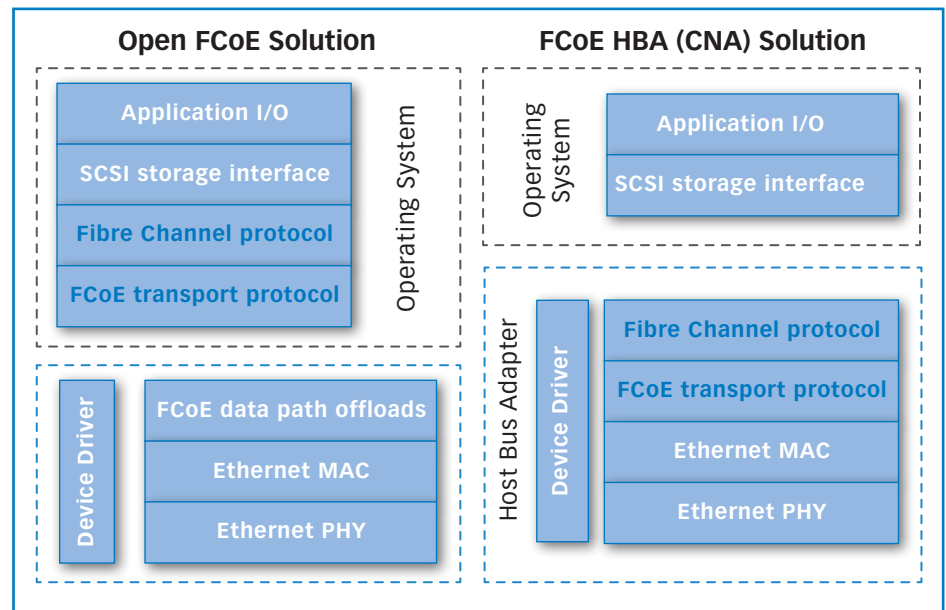 Open FCoE Solution
Application I/O
SCSI storage interface
Fibre Channel protocol
FCoE transport protocol
Operating System
Device Driver
FCoE data path offloads
Ethernet MAC
Ethernet PHY
FCoE HBA (CNA) Solution
Operating
System
Application I/O
SCSI storage interface
Host Bus Adapter
Device Driver
Fibre Channel protocol
FCoE transport protocol
Ethernet MAC
Ethernet PHY